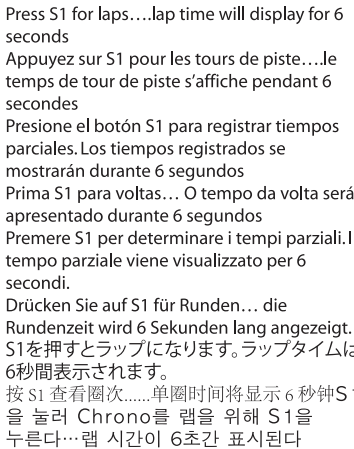 Press S1 for laps….lap time will display for 6
seconds
Appuyez sur S1 pour les tours de piste….le
temps de tour de piste s’affiche pendant 6
secondes
Presione el botón S1 para registrar tiempos
parciales. Los tiempos registrados se
mostrarán durante 6 segundos
Prima S1 para voltas… O tempo da volta será
apresentado durante 6 segundos
Premere S1 per determinare i tempi parziali. I
tempo parziale viene visualizzato per 6
secondi.
Drücken Sie auf S1 für Runden… die
Rundenzeit wird 6 Sekunden lang angezeigt.
S1を押すとラップになります。ラップタイムは
6秒間表示されます。
按 S1 查看圈次......单圈时间将显示 6 秒钟S1
을 눌러 Chrono를 랩을 위해 S1을
누른다…랩 시간이 6초간 표시된다